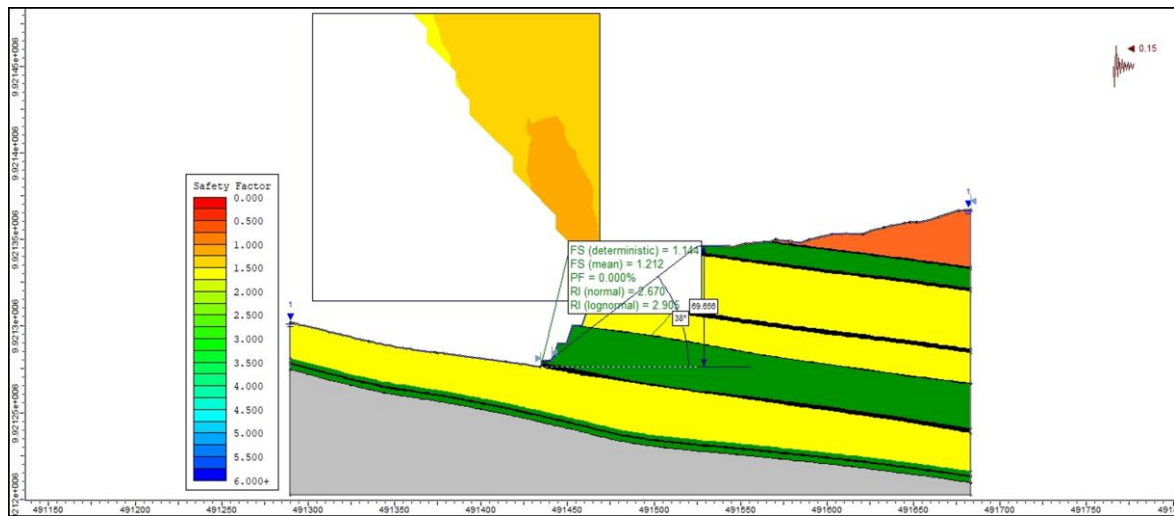 0.15
Safety Factor
0.000
0.500
1.000
1.500
2.000
2.500
3.000
3.500
4.000
4.500
5.000
5.500
6.000+
FS (deterministic) = 1.144
FS (mean) = 1.212
PF = 0.000%
RI (normal) = 2.670
RI (lognormal) = 2.905
69.656
38°
1
1
9.92145e+006
9.9214e+006
9.92135e+006
9.9213e+006
9.92125e+006
9.9212e+006
491150
491200
491250
491300
491350
491400
491450
491500
491550
491600
491650
491700
491750